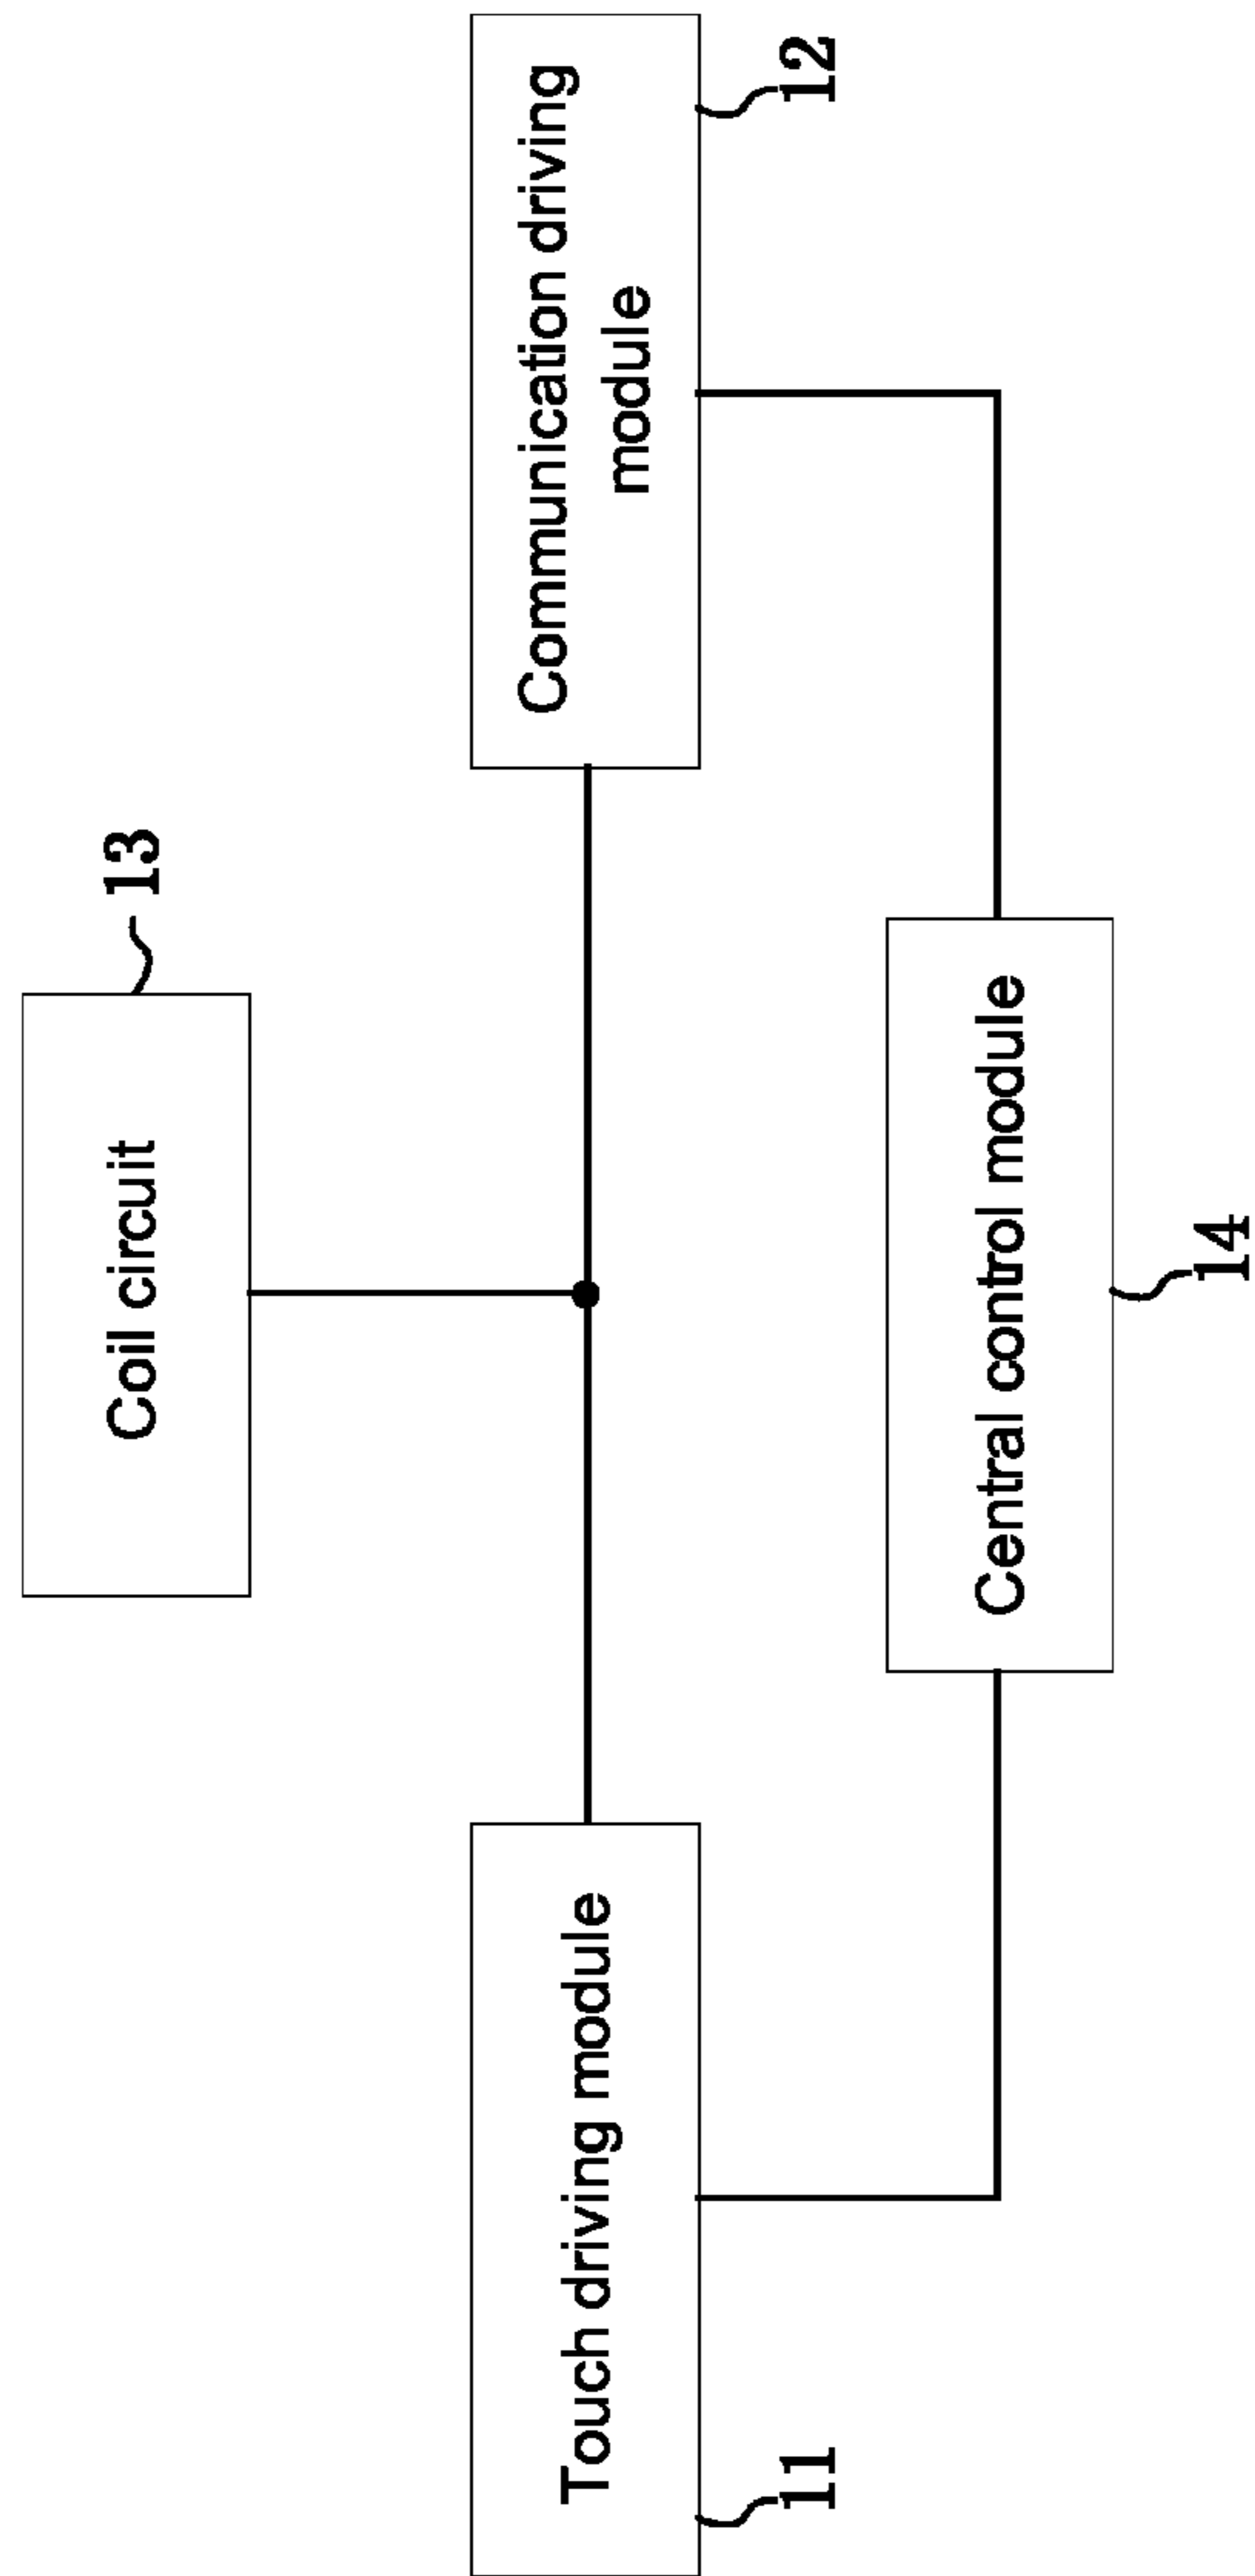 Coil circuit
13
Touch driving module
11
Communication driving
module
12
Central control module
14